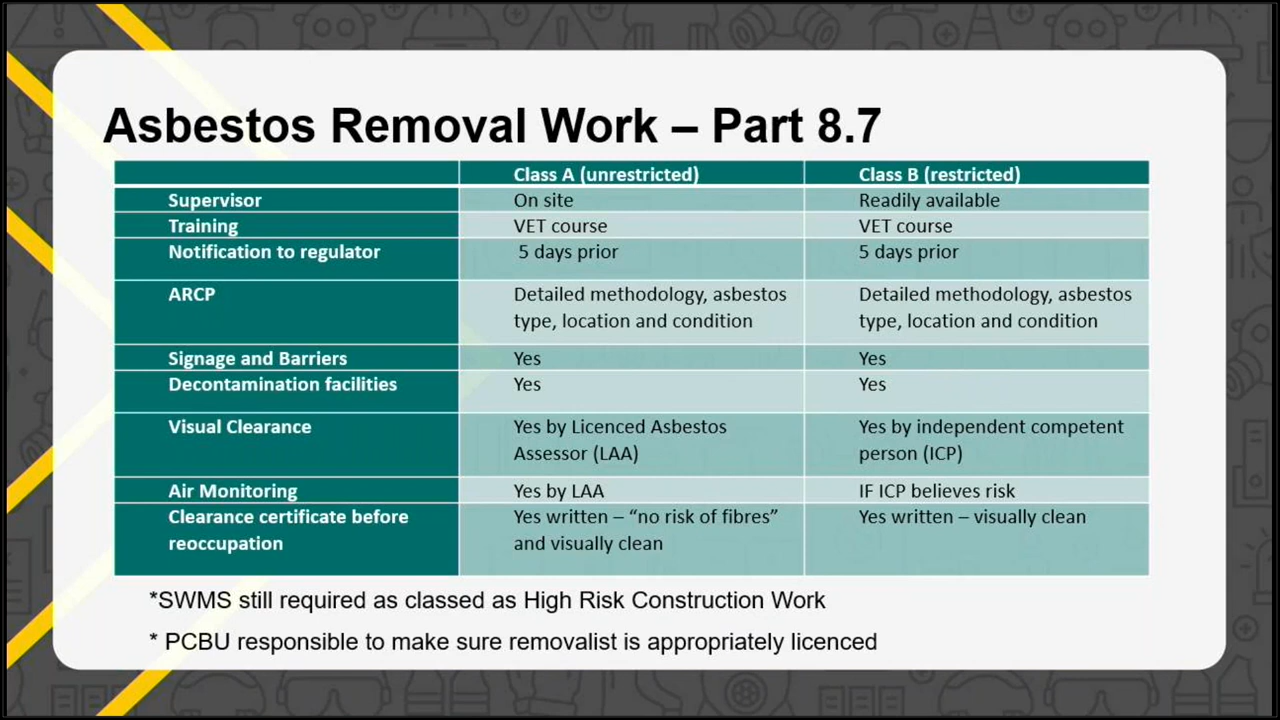 Asbestos Removal Work – Part 8.7
Class A (unrestricted) Class B (restricted)
Supervisor On site Readily available
Training VET course VET course
Notification to regulator 5 days prior 5 days prior
ARCP Detailed methodology, asbestos Detailed methodology, asbestos
type, location and condition type, location and condition
Signage and Barriers Yes Yes
Decontamination facilities Yes Yes
Visual Clearance Yes by Licenced Asbestos Yes by independent competent
Assessor (LAA) person (ICP)
Air Monitoring Yes by LAA IF ICP believes risk
Clearance certificate before Yes written – “no risk of fibres” Yes written – visually clean
reoccupation and visually clean
*SWMS still required as classed as High Risk Construction Work
* PCBU responsible to make sure removalist is appropriately licenced